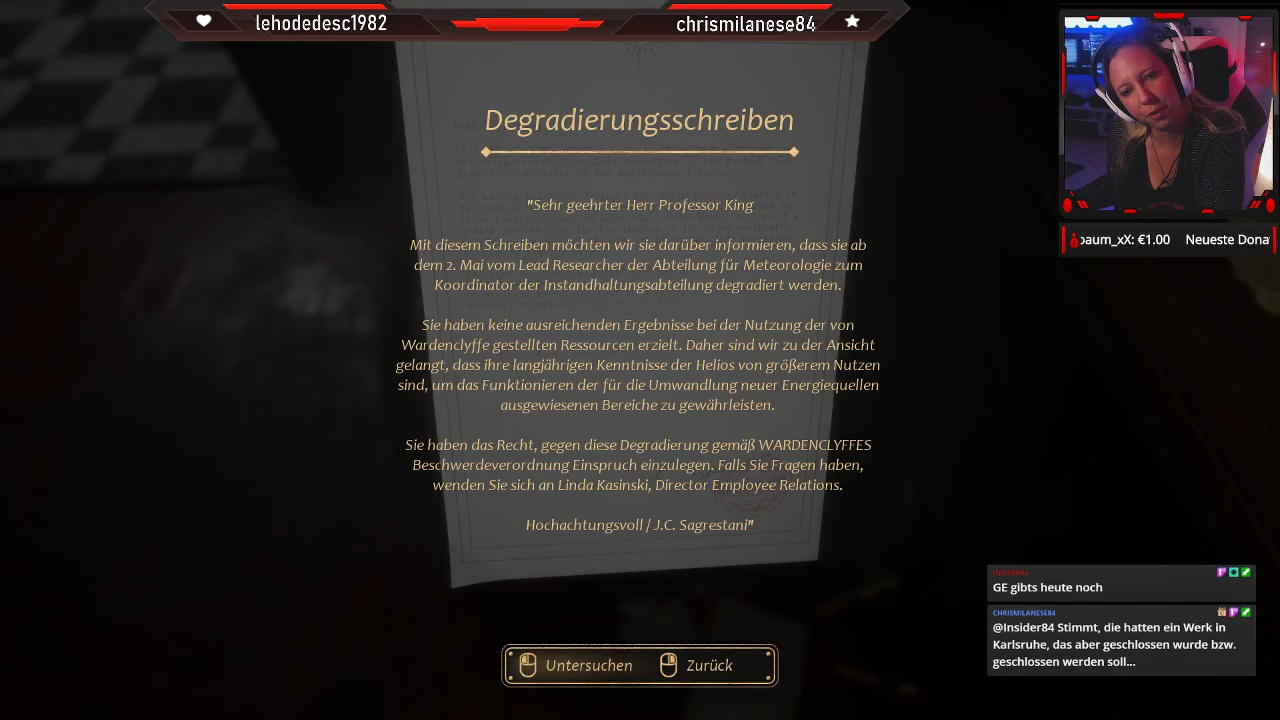 lehodedesc1982
chrismilanese84
Degradierungsschreiben
"Sehr geehrter Herr Professor King
Mit diesem Schreiben möchten wir sie darüber informieren, dass sie ab
dem 2. Mai vom Lead Researcher der Abteilung für Meteorologie zum
Koordinator der Instandhaltungsabteilung degradiert werden.
Sie haben keine ausreichenden Ergebnisse bei der Nutzung der von
Wardenclyffe gestellten Ressourcen erzielt. Daher sind wir zu der Ansicht
gelangt, dass ihre langjährigen Kenntnisse der Helios von größerem Nutzen
sind, um das Funktionieren der für die Umwandlung neuer Energiequellen
ausgewiesenen Bereiche zu gewährleisten.
Sie haben das Recht, gegen diese Degradierung gemäß WARDENCLYFFES
Beschwerdeverordnung Einspruch einzulegen. Falls Sie Fragen haben,
wenden Sie sich an Linda Kasinski, Director Employee Relations.
Hochachtungsvoll / J.C. Sagrestani"
Untersuchen Zurück
baum_xX: €1.00 Neueste Dona
INSIDER84
GE gibts heute noch
CHRISMILANESE84
@Insider84 Stimmt, die hatten ein Werk in
Karlsruhe, das aber geschlossen wurde bzw.
geschlossen werden soll...